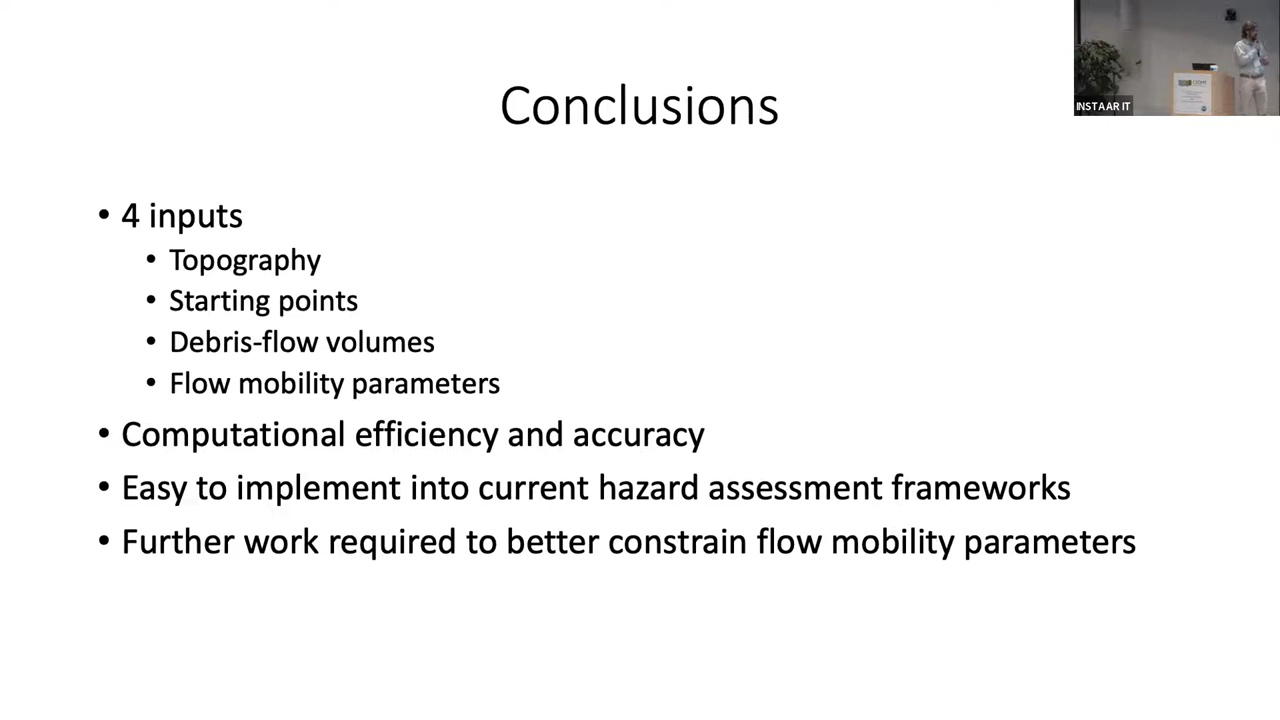 Conclusions
INSTAAR IT
• 4 inputs
• Topography
• Starting points
• Debris-flow volumes
• Flow mobility parameters
• Computational efficiency and accuracy
• Easy to implement into current hazard assessment frameworks
• Further work required to better constrain flow mobility parameters